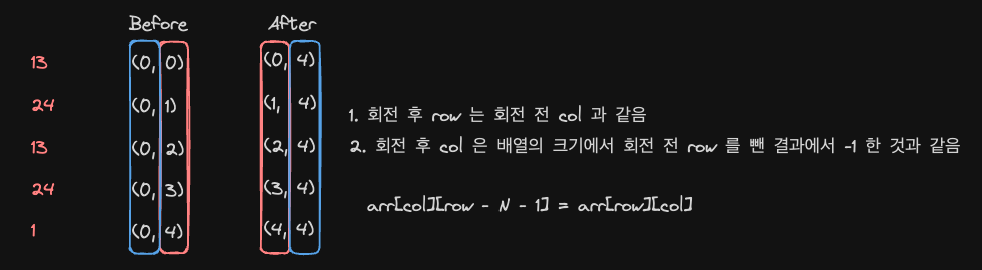 Before After
13 (0, 0) (0, 4)
24 (0, 1) (1, 4)
13 (0, 2) (2, 4)
24 (0, 3) (3, 4)
1 (0, 4) (4, 4)
1. 회전 후 row 는 회전 전 col 과 같음
2. 회전 후 col 은 배열의 크기에서 회전 전 row 를 뺀 결과에서 -1 한 것과 같음
arr[col][row - N - 1] = arr[row][col]